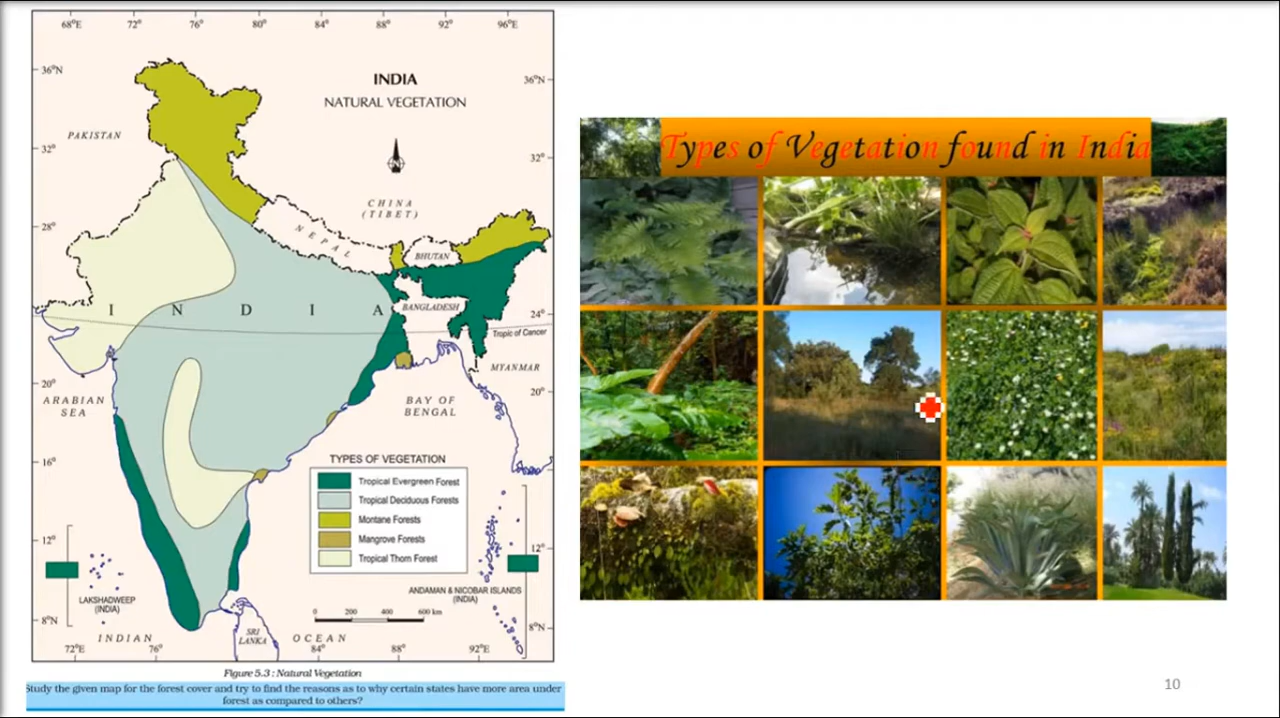 68°E 72° 76° 80° 84° 88° 92° 96°E
36°N
36°N
INDIA
NATURAL VEGETATION
PAKISTAN
32°
32°
CHINA
(TIBET)
28°
28°
NEPAL
BHUTAN
I N D I A
BANGLADESH
24°
24°
Tropic of Cancer
MYANMAR
20°
20°
ARABIAN
SEA
BAY OF
BENGAL
16°
16°
TYPES OF VEGETATION
Tropical Evergreen Forest
Tropical Deciduous Forests
Montane Forests
Mangrove Forests
Tropical Thorn Forest
12°
12°
LAKSHADWEEP
(INDIA)
ANDAMAN & NICOBAR ISLANDS
(INDIA)
0 200 400 600 km
8°N
8°N
INDIAN OCEAN
SRI
LANKA
72°E 76° 84° 88° 92°E
Figure 5.3 : Natural Vegetation
Study the given map for the forest cover and try to find the reasons as to why certain states have more area under
forest as compared to others?
Types of Vegetation found in India
10